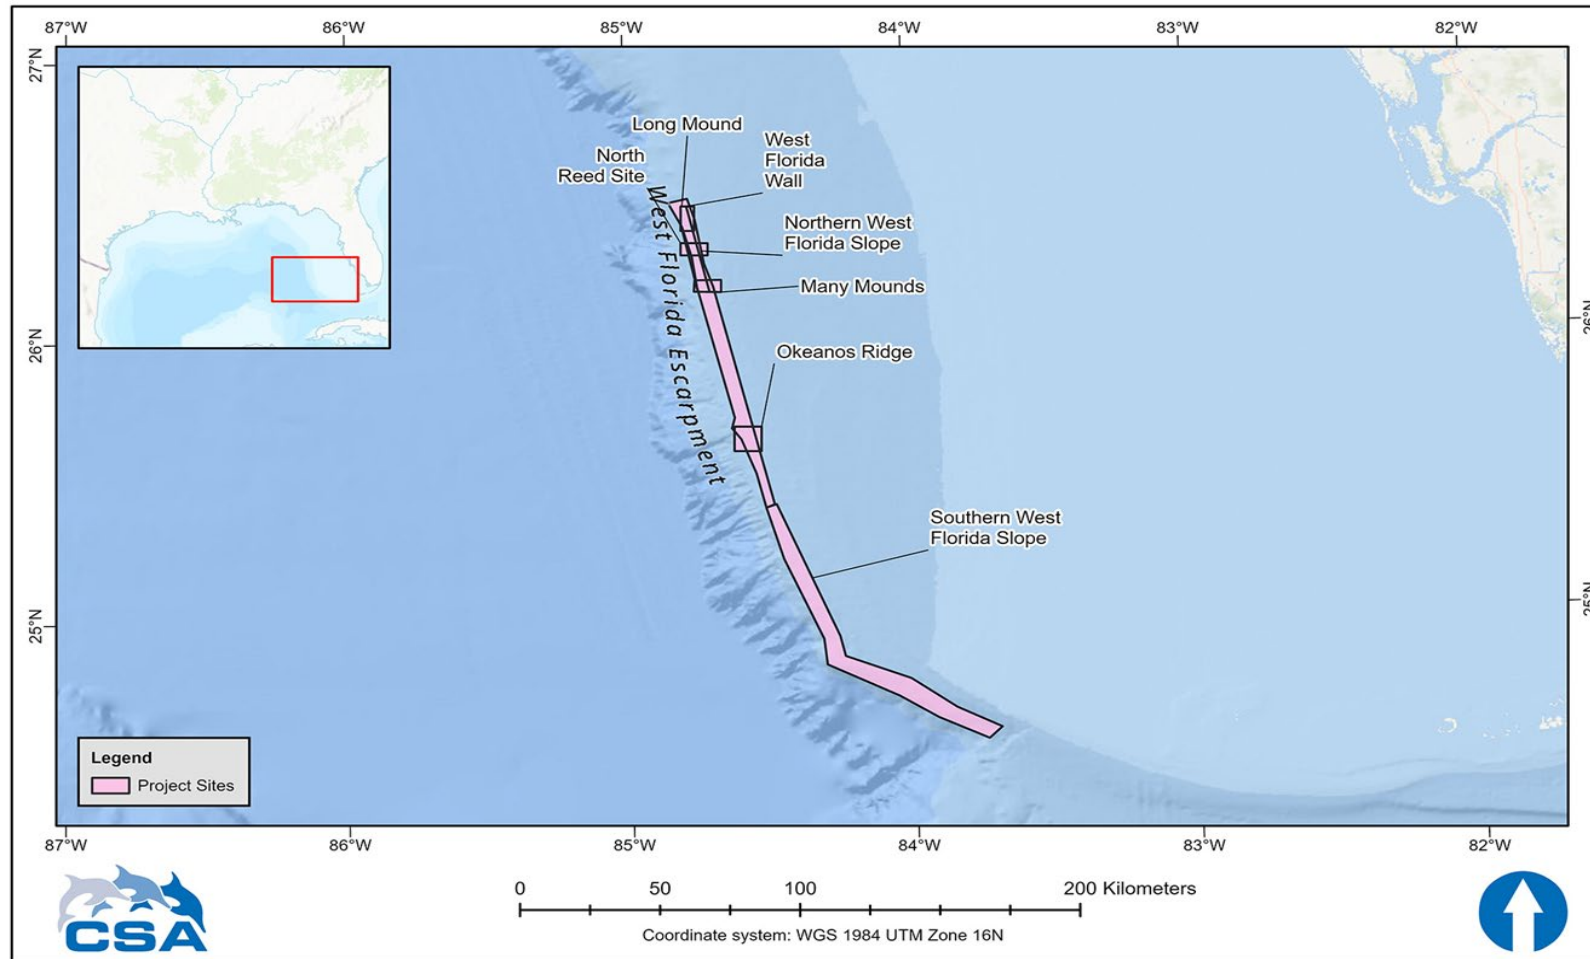 87°W
86°W
85°W
84°W
83°W
82°W
27°N
Long Mound
West
Florida
Wall
North
Reed Site
Northern West
Florida Slope
Many Mounds
West Florida Escarpment
26°N
26°N
Okeanos Ridge
Southern West
Florida Slope
25°N
25°N
Legend
Project Sites
87°W
86°W
85°W
84°W
83°W
82°W
CSA
0
50
100
200 Kilometers
Coordinate system: WGS 1984 UTM Zone 16N